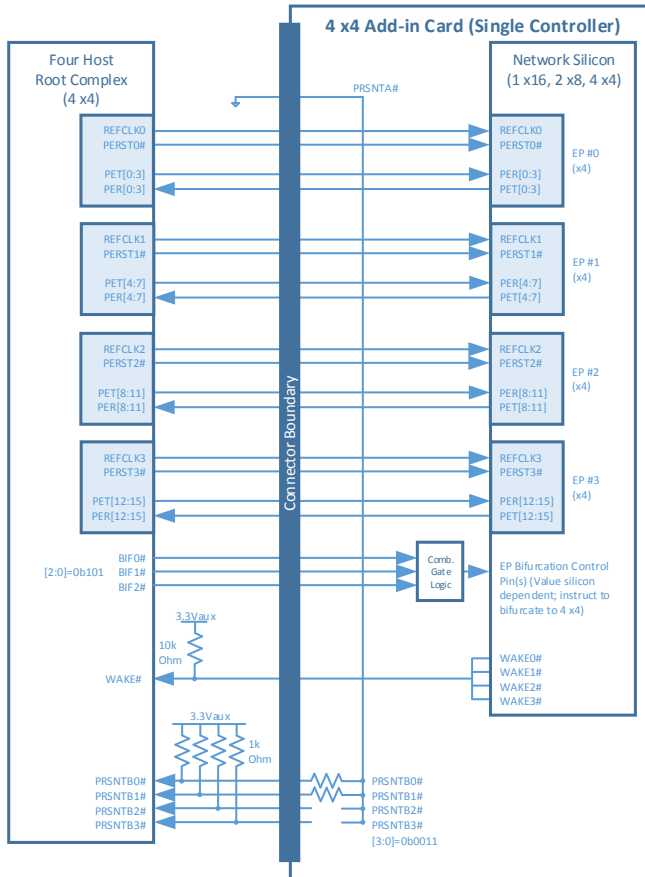 4 x4 Add-in Card (Single Controller)
Four Host
Root Complex
(4 x4)
Network Silicon
(1 x16, 2 x8, 4 x4)
PRSNTA#
REFCLK0
PERST0#
PET[0:3]
PER[0:3]
REFCLK0
PERST0#
PER[0:3]
PET[0:3]
EP #0
(x4)
REFCLK1
PERST1#
PET[4:7]
PER[4:7]
REFCLK1
PERST1#
PER[4:7]
PET[4:7]
EP #1
(x4)
REFCLK2
PERST2#
PET[8:11]
PER[8:11]
REFCLK2
PERST2#
PER[8:11]
PET[8:11]
EP #2
(x4)
REFCLK3
PERST3#
PET[12:15]
PER[12:15]
REFCLK3
PERST3#
PER[12:15]
PET[12:15]
EP #3
(x4)
Connector Boundary
BIF0#
[2:0]=0b101 BIF1#
BIF2#
Comb.
Gate
Logic
EP Bifurcation Control
Pin(s) (Value silicon
dependent; instruct to
bifurcate to 4 x4)
3.3Vaux
10k
Ohm
WAKE#
WAKE0#
WAKE1#
WAKE2#
WAKE3#
3.3Vaux
1k
Ohm
PRSNTB0#
PRSNTB1#
PRSNTB2#
PRSNTB3#
PRSNTB0#
PRSNTB1#
PRSNTB2#
PRSNTB3#
[3:0]=0b0011